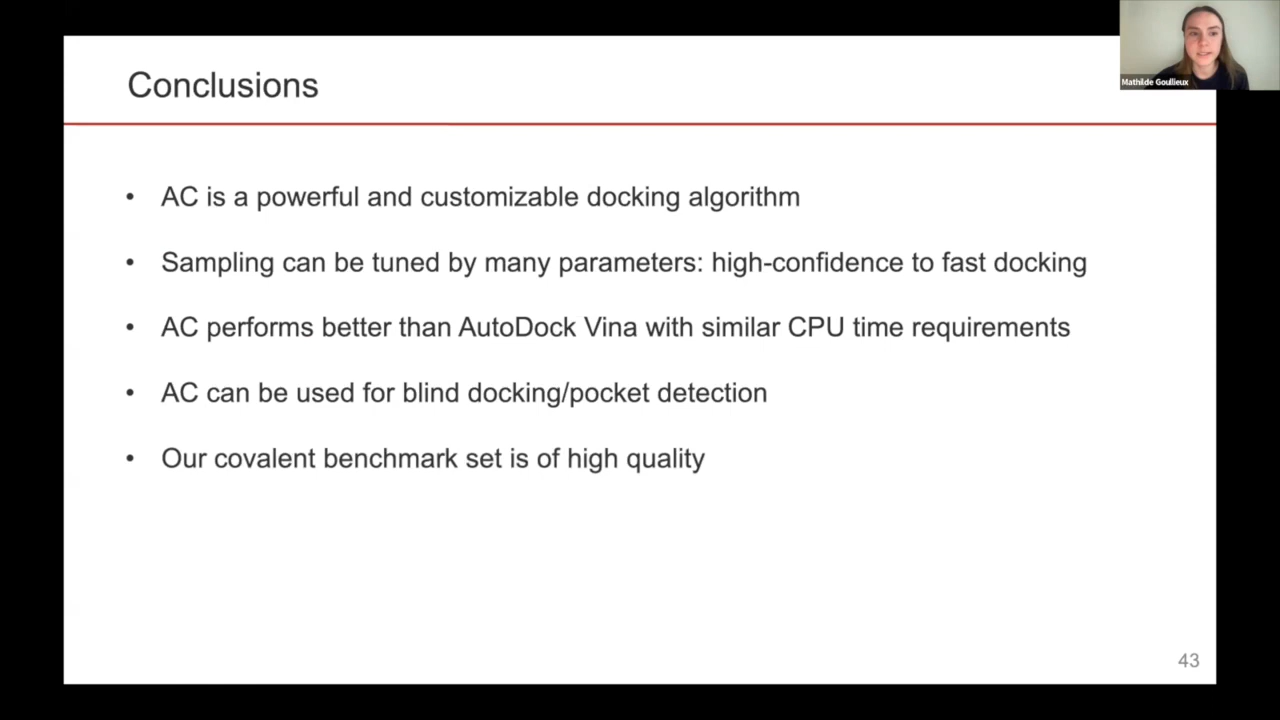 Conclusions
Mathilde Goullieux
• AC is a powerful and customizable docking algorithm
• Sampling can be tuned by many parameters: high-confidence to fast docking
• AC performs better than AutoDock Vina with similar CPU time requirements
• AC can be used for blind docking/pocket detection
• Our covalent benchmark set is of high quality
43